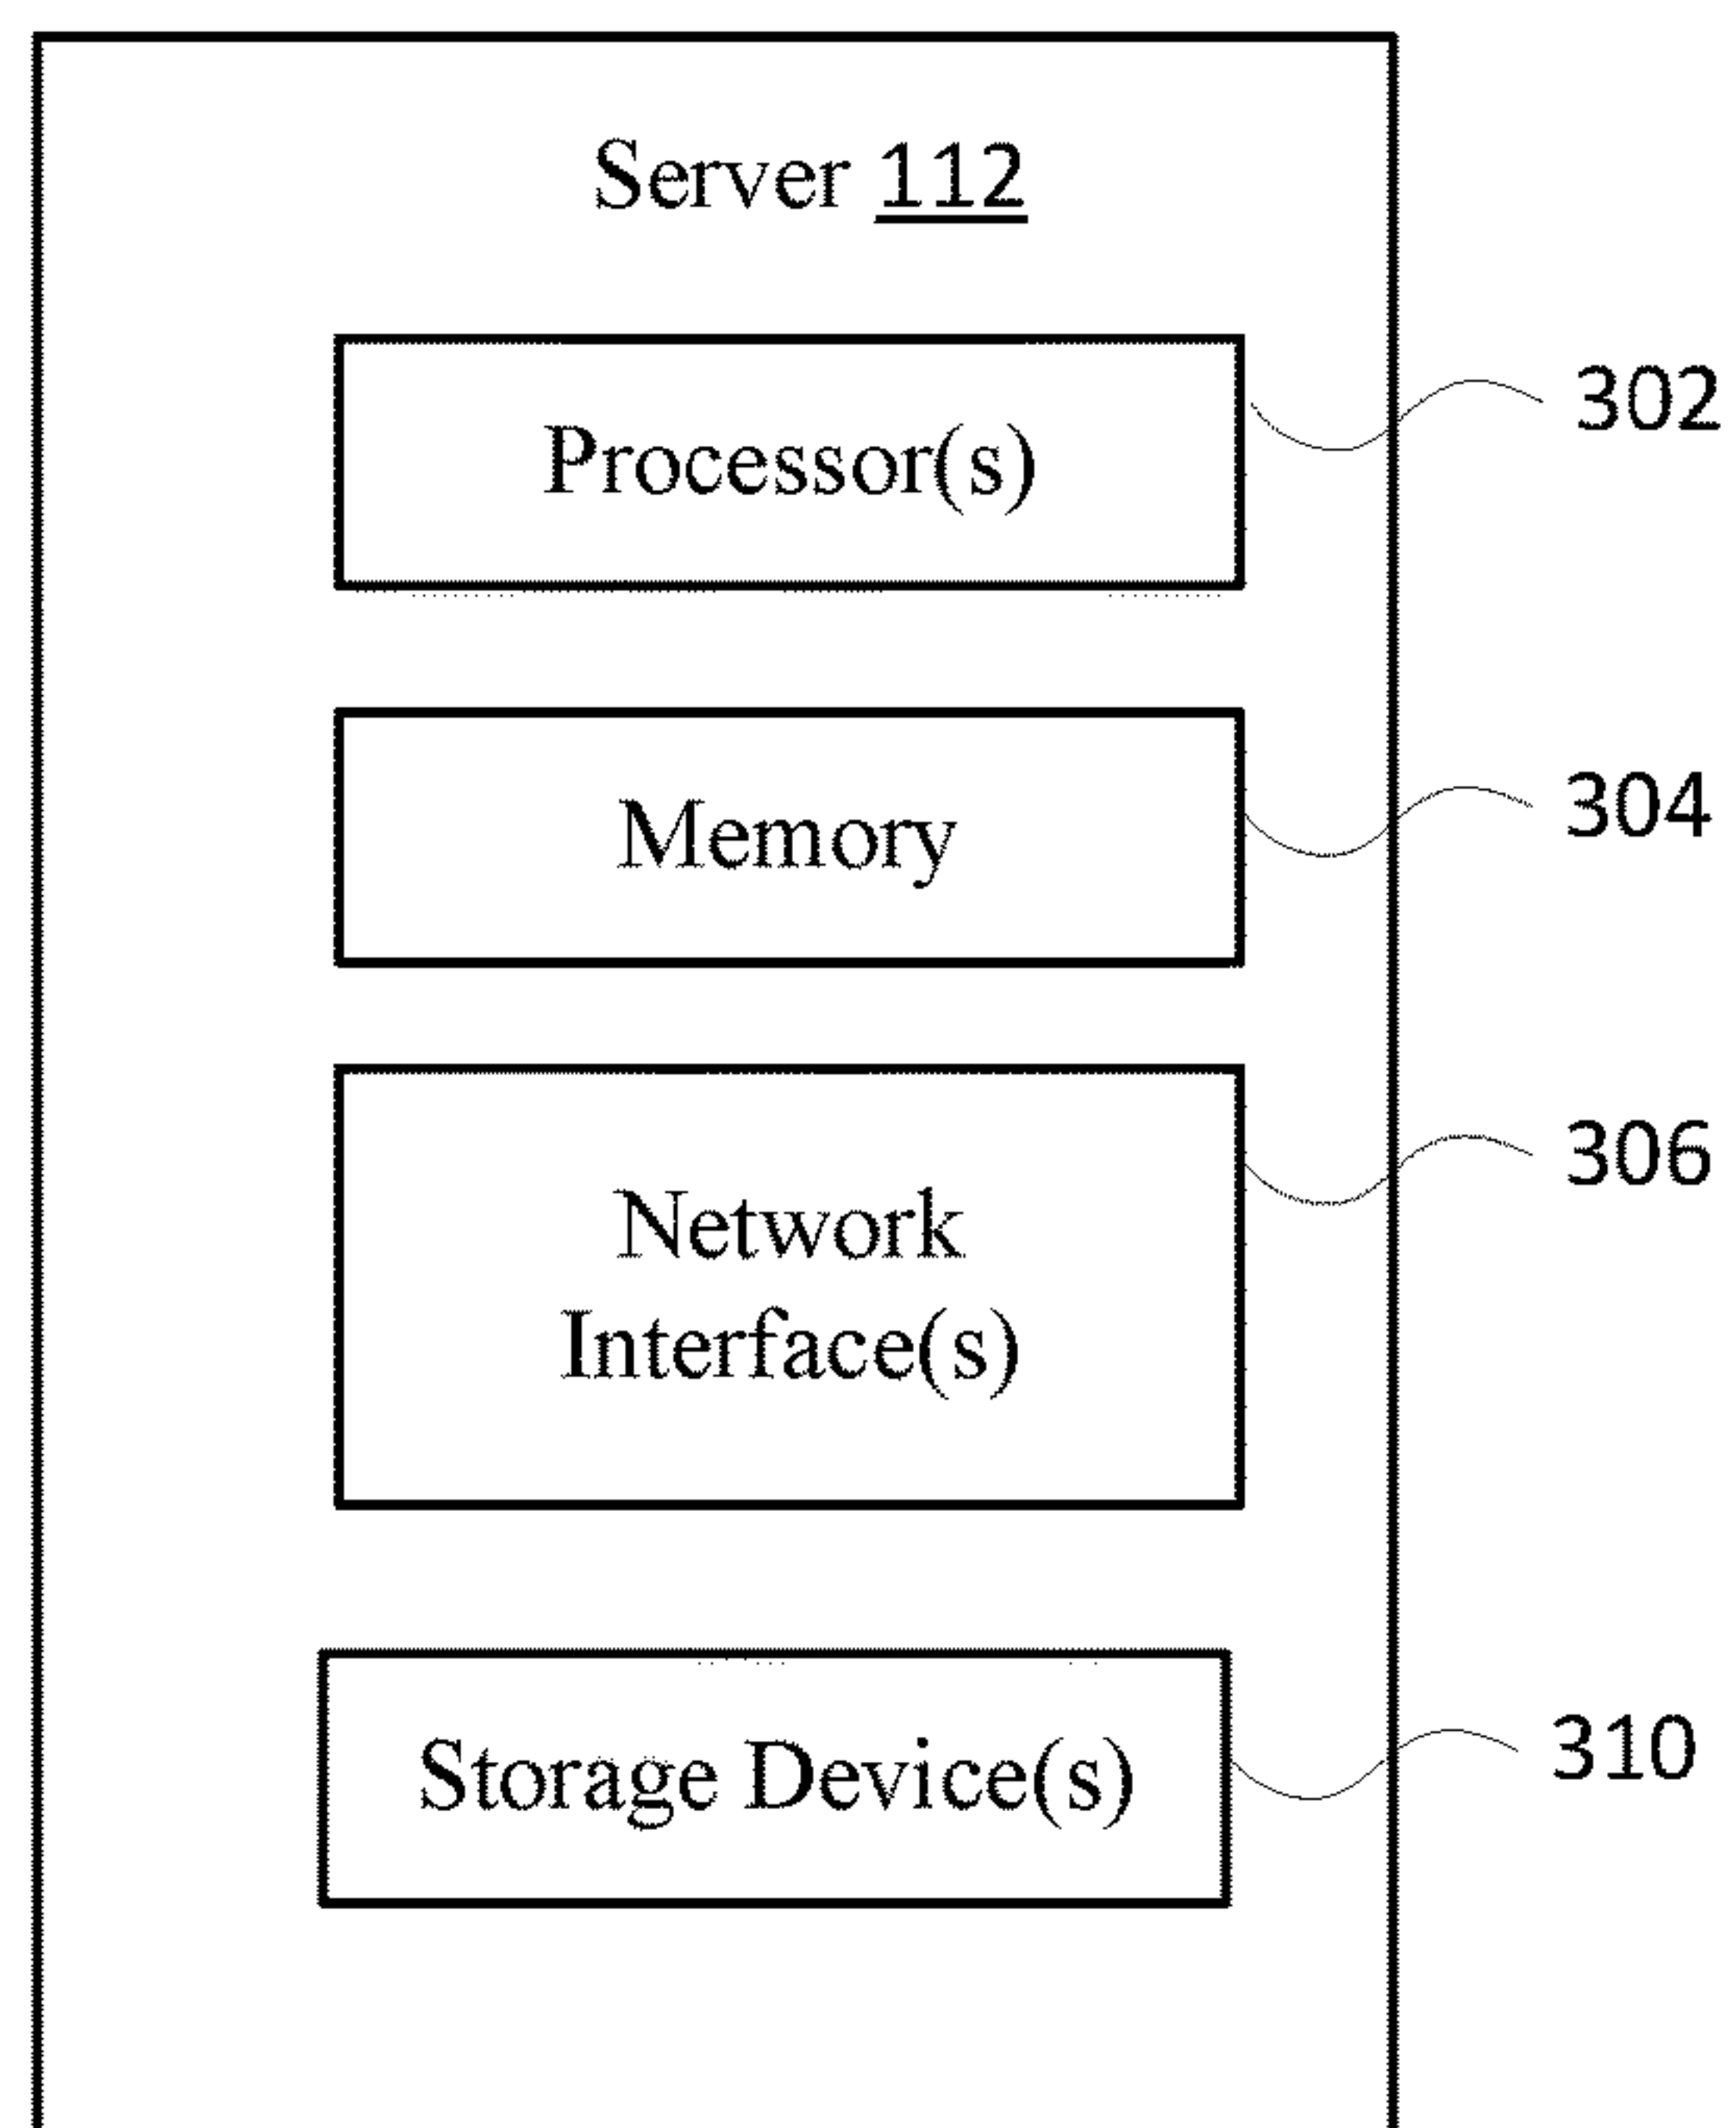 Server 112
Processor(s)
302
Memory
304
Network
Interface(s)
306
Storage Device(s)
310